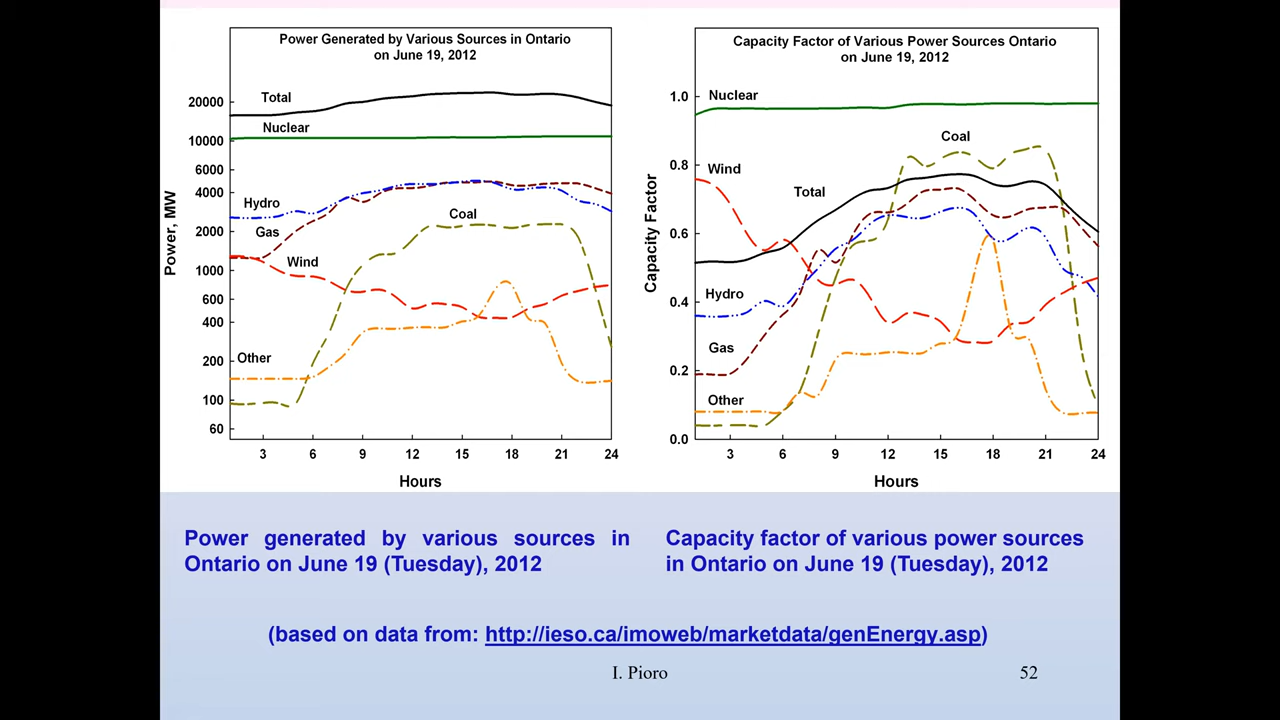 Power Generated by Various Sources in Ontario
on June 19, 2012
20000
10000
6000
4000
2000
1000
600
400
200
100
60
Power, MW
Total
Nuclear
Hydro
Gas
Coal
Wind
Other
3 6 9 12 15 18 21 24
Hours
Capacity Factor of Various Power Sources Ontario
on June 19, 2012
1.0
0.8
0.6
0.4
0.2
0.0
Capacity Factor
Nuclear
Coal
Wind
Total
Hydro
Gas
Other
3 6 9 12 15 18 21 24
Hours
Power generated by various sources in
Ontario on June 19 (Tuesday), 2012
Capacity factor of various power sources
in Ontario on June 19 (Tuesday), 2012
(based on data from: http://ieso.ca/imoweb/marketdata/genEnergy.asp)
I. Pioro
52